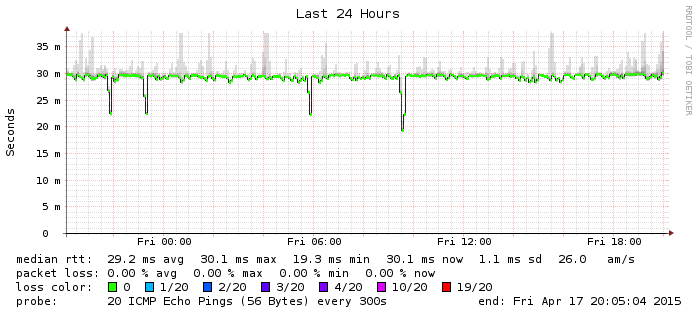 Last 24 Hours
RRDTOOL / TOBI OETIKER
Seconds
35 m
30 m
25 m
20 m
15 m
10 m
5 m
0
Fri 00:00 Fri 06:00 Fri 12:00 Fri 18:00
median rtt: 29.2 ms avg 30.1 ms max 19.3 ms min 30.1 ms now 1.1 ms sd 26.0 am/s
packet loss: 0.00 % avg 0.00 % max 0.00 % min 0.00 % now
loss color: 0 1/20 2/20 3/20 4/20 10/20 19/20
probe: 20 ICMP Echo Pings (56 Bytes) every 300s end: Fri Apr 17 20:05:04 2015